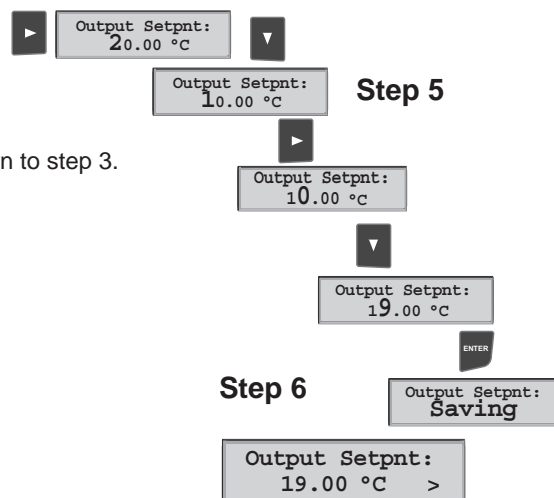 Output Setpnt:
20.00 °C
Output Setpnt:
10.00 °C
Step 5
n to step 3.
Output Setpnt:
10.00 °C
Output Setpnt:
19.00 °C
ENTER
Step 6
Output Setpnt:
Saving
Output Setpnt:
19.00 °C >